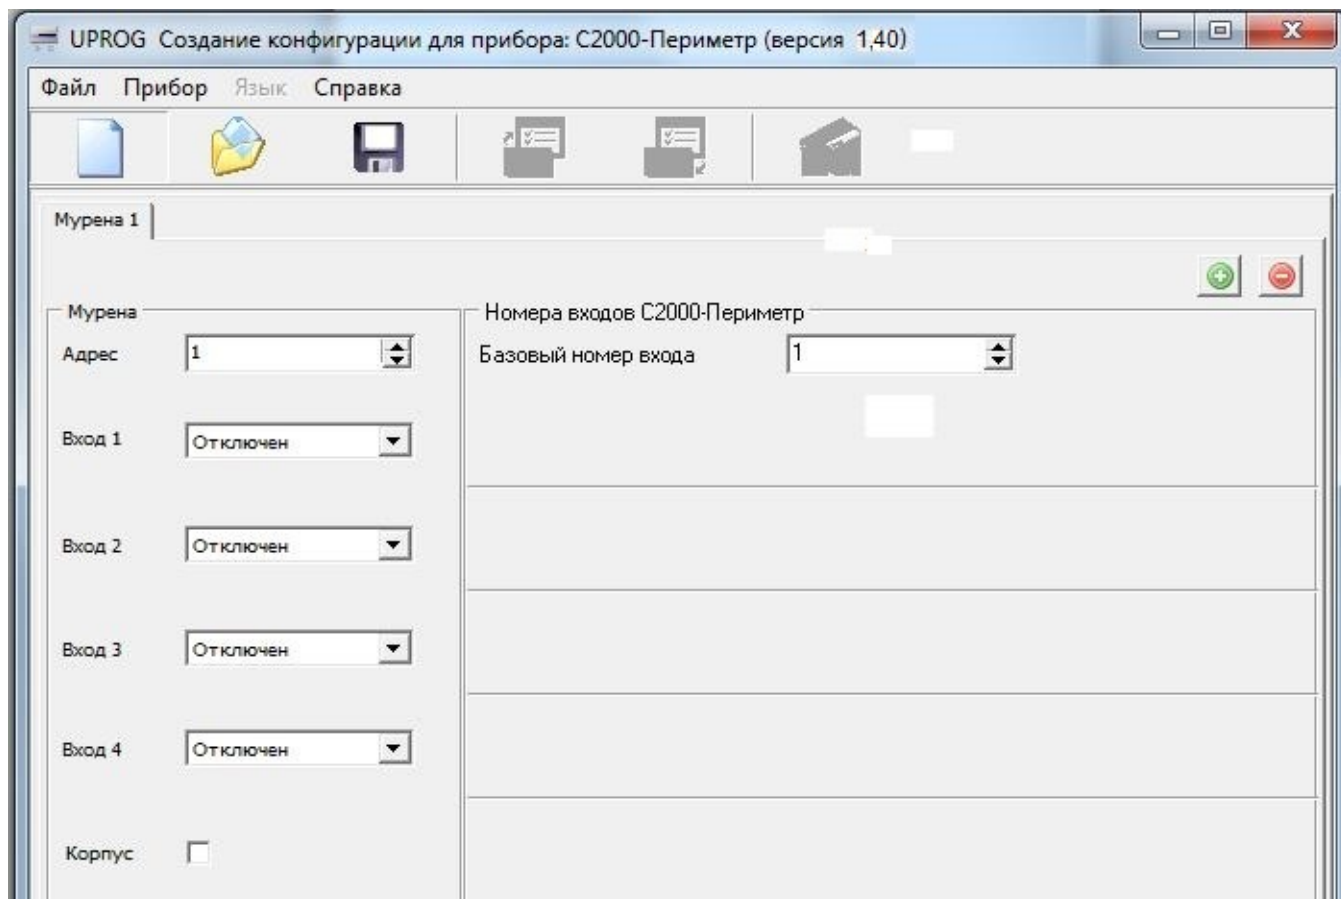 UPROG Создание конфигурации для прибора: С2000-Периметр (версия 1,40)
Файл Прибор Язык Справка
Мурена 1
Мурена
Номера входов С2000-Периметр
Адрес 1
Базовый номер входа 1
Вход 1 Отключен
Вход 2 Отключен
Вход 3 Отключен
Вход 4 Отключен
Корпус